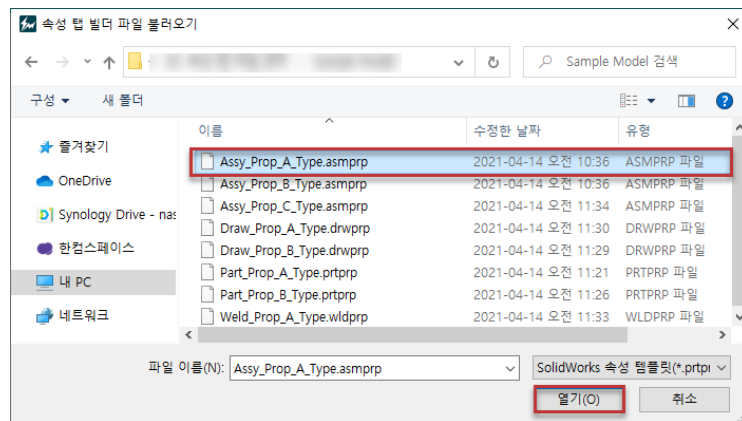 속성 탭 빌더 파일 불러오기
Sample Model 검색
구성 새 폴더
이름 수정한 날짜 유형
즐겨찾기
OneDrive
Synology Drive - nas
한컴스페이스
내 PC
네트워크
Assy_Prop_A_Type.asmprp 2021-04-14 오전 10:36 ASMPRP 파일
Assy_Prop_B_Type.asmprp 2021-04-14 오전 10:36 ASMPRP 파일
Assy_Prop_C_Type.asmprp 2021-04-14 오전 11:34 ASMPRP 파일
Draw_Prop_A_Type.drwprp 2021-04-14 오전 11:30 DRWPRP 파일
Draw_Prop_B_Type.drwprp 2021-04-14 오전 11:29 DRWPRP 파일
Part_Prop_A_Type.prtprp 2021-04-14 오전 11:21 PRTPRP 파일
Part_Prop_B_Type.prtprp 2021-04-14 오전 11:26 PRTPRP 파일
Weld_Prop_A_Type.wldprp 2021-04-14 오전 11:33 WLDPRP 파일
파일 이름(N): Assy_Prop_A_Type.asmprp SolidWorks 속성 템플릿(*.prtpr
열기(O) 취소